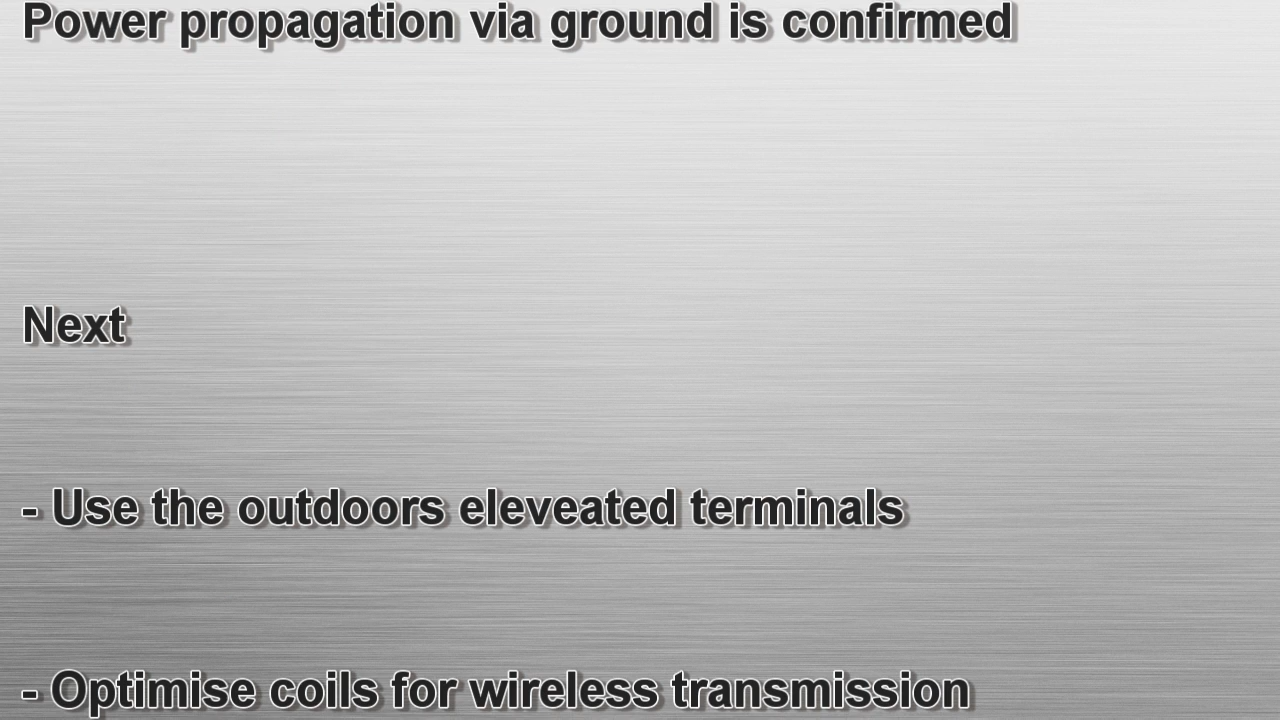 Power propagation via ground is confirmed
Next
- Use the outdoors eleveated terminals
- Optimise coils for wireless transmission